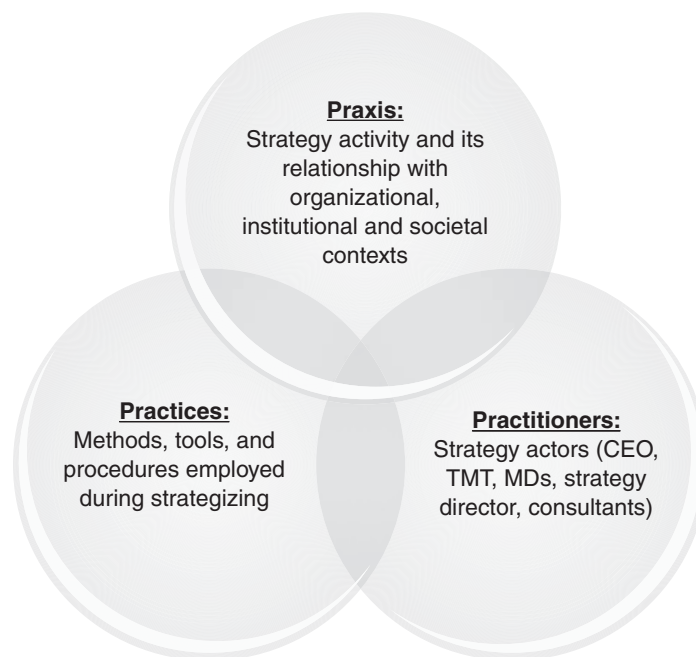 Praxis:
Strategy activity and its
relationship with
organizational,
institutional and societal
contexts
Practices:
Methods, tools, and
procedures employed
during strategizing
Practitioners:
Strategy actors (CEO,
TMT, MDs, strategy
director, consultants)